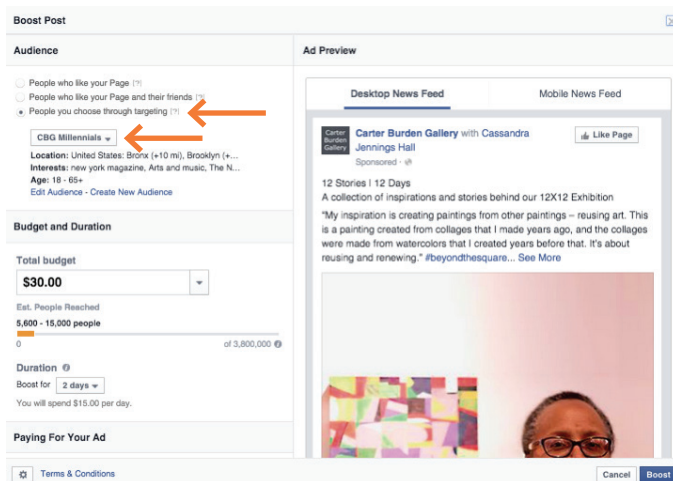 Boost Post
Audience
People who like your Page [?]
People who like your Page and their friends [?]
People you choose through targeting [?]
CBG Millennials
Location: United States: Bronx (+10 mi), Brooklyn (+...
Interests: new york magazine, Arts and music, The N...
Age: 18 - 65+
Edit Audience - Create New Audience
Budget and Duration
Total budget
$30.00
Est. People Reached
5,600 - 15,000 people
0 of 3,800,000
Duration
Boost for 2 days
You will spend $15.00 per day.
Paying For Your Ad
Terms & Conditions
Ad Preview
Desktop News Feed Mobile News Feed
Carter
Burden
Gallery
Carter Burden Gallery with Cassandra
Jennings Hall
Sponsored ·
Like Page
12 Stories | 12 Days
A collection of inspirations and stories behind our 12X12 Exhibition
"My inspiration is creating paintings from other paintings – reusing art. This
is a painting created from collages that I made years ago, and the collages
were made from watercolors that I created years before that. It's about
reusing and renewing." #beyondthesquare... See More
Cancel Boost